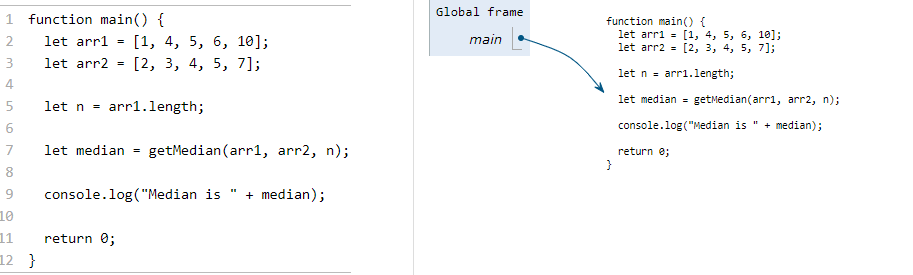 1 function main() {
2   let arr1 = [1, 4, 5, 6, 10];
3   let arr2 = [2, 3, 4, 5, 7];
4
5   let n = arr1.length;
6
7   let median = getMedian(arr1, arr2, n);
8
9   console.log("Median is " + median);
10
11   return 0;
12 }
Global frame
main
function main() {
  let arr1 = [1, 4, 5, 6, 10];
  let arr2 = [2, 3, 4, 5, 7];

  let n = arr1.length;

  let median = getMedian(arr1, arr2, n);

  console.log("Median is " + median);

  return 0;
}